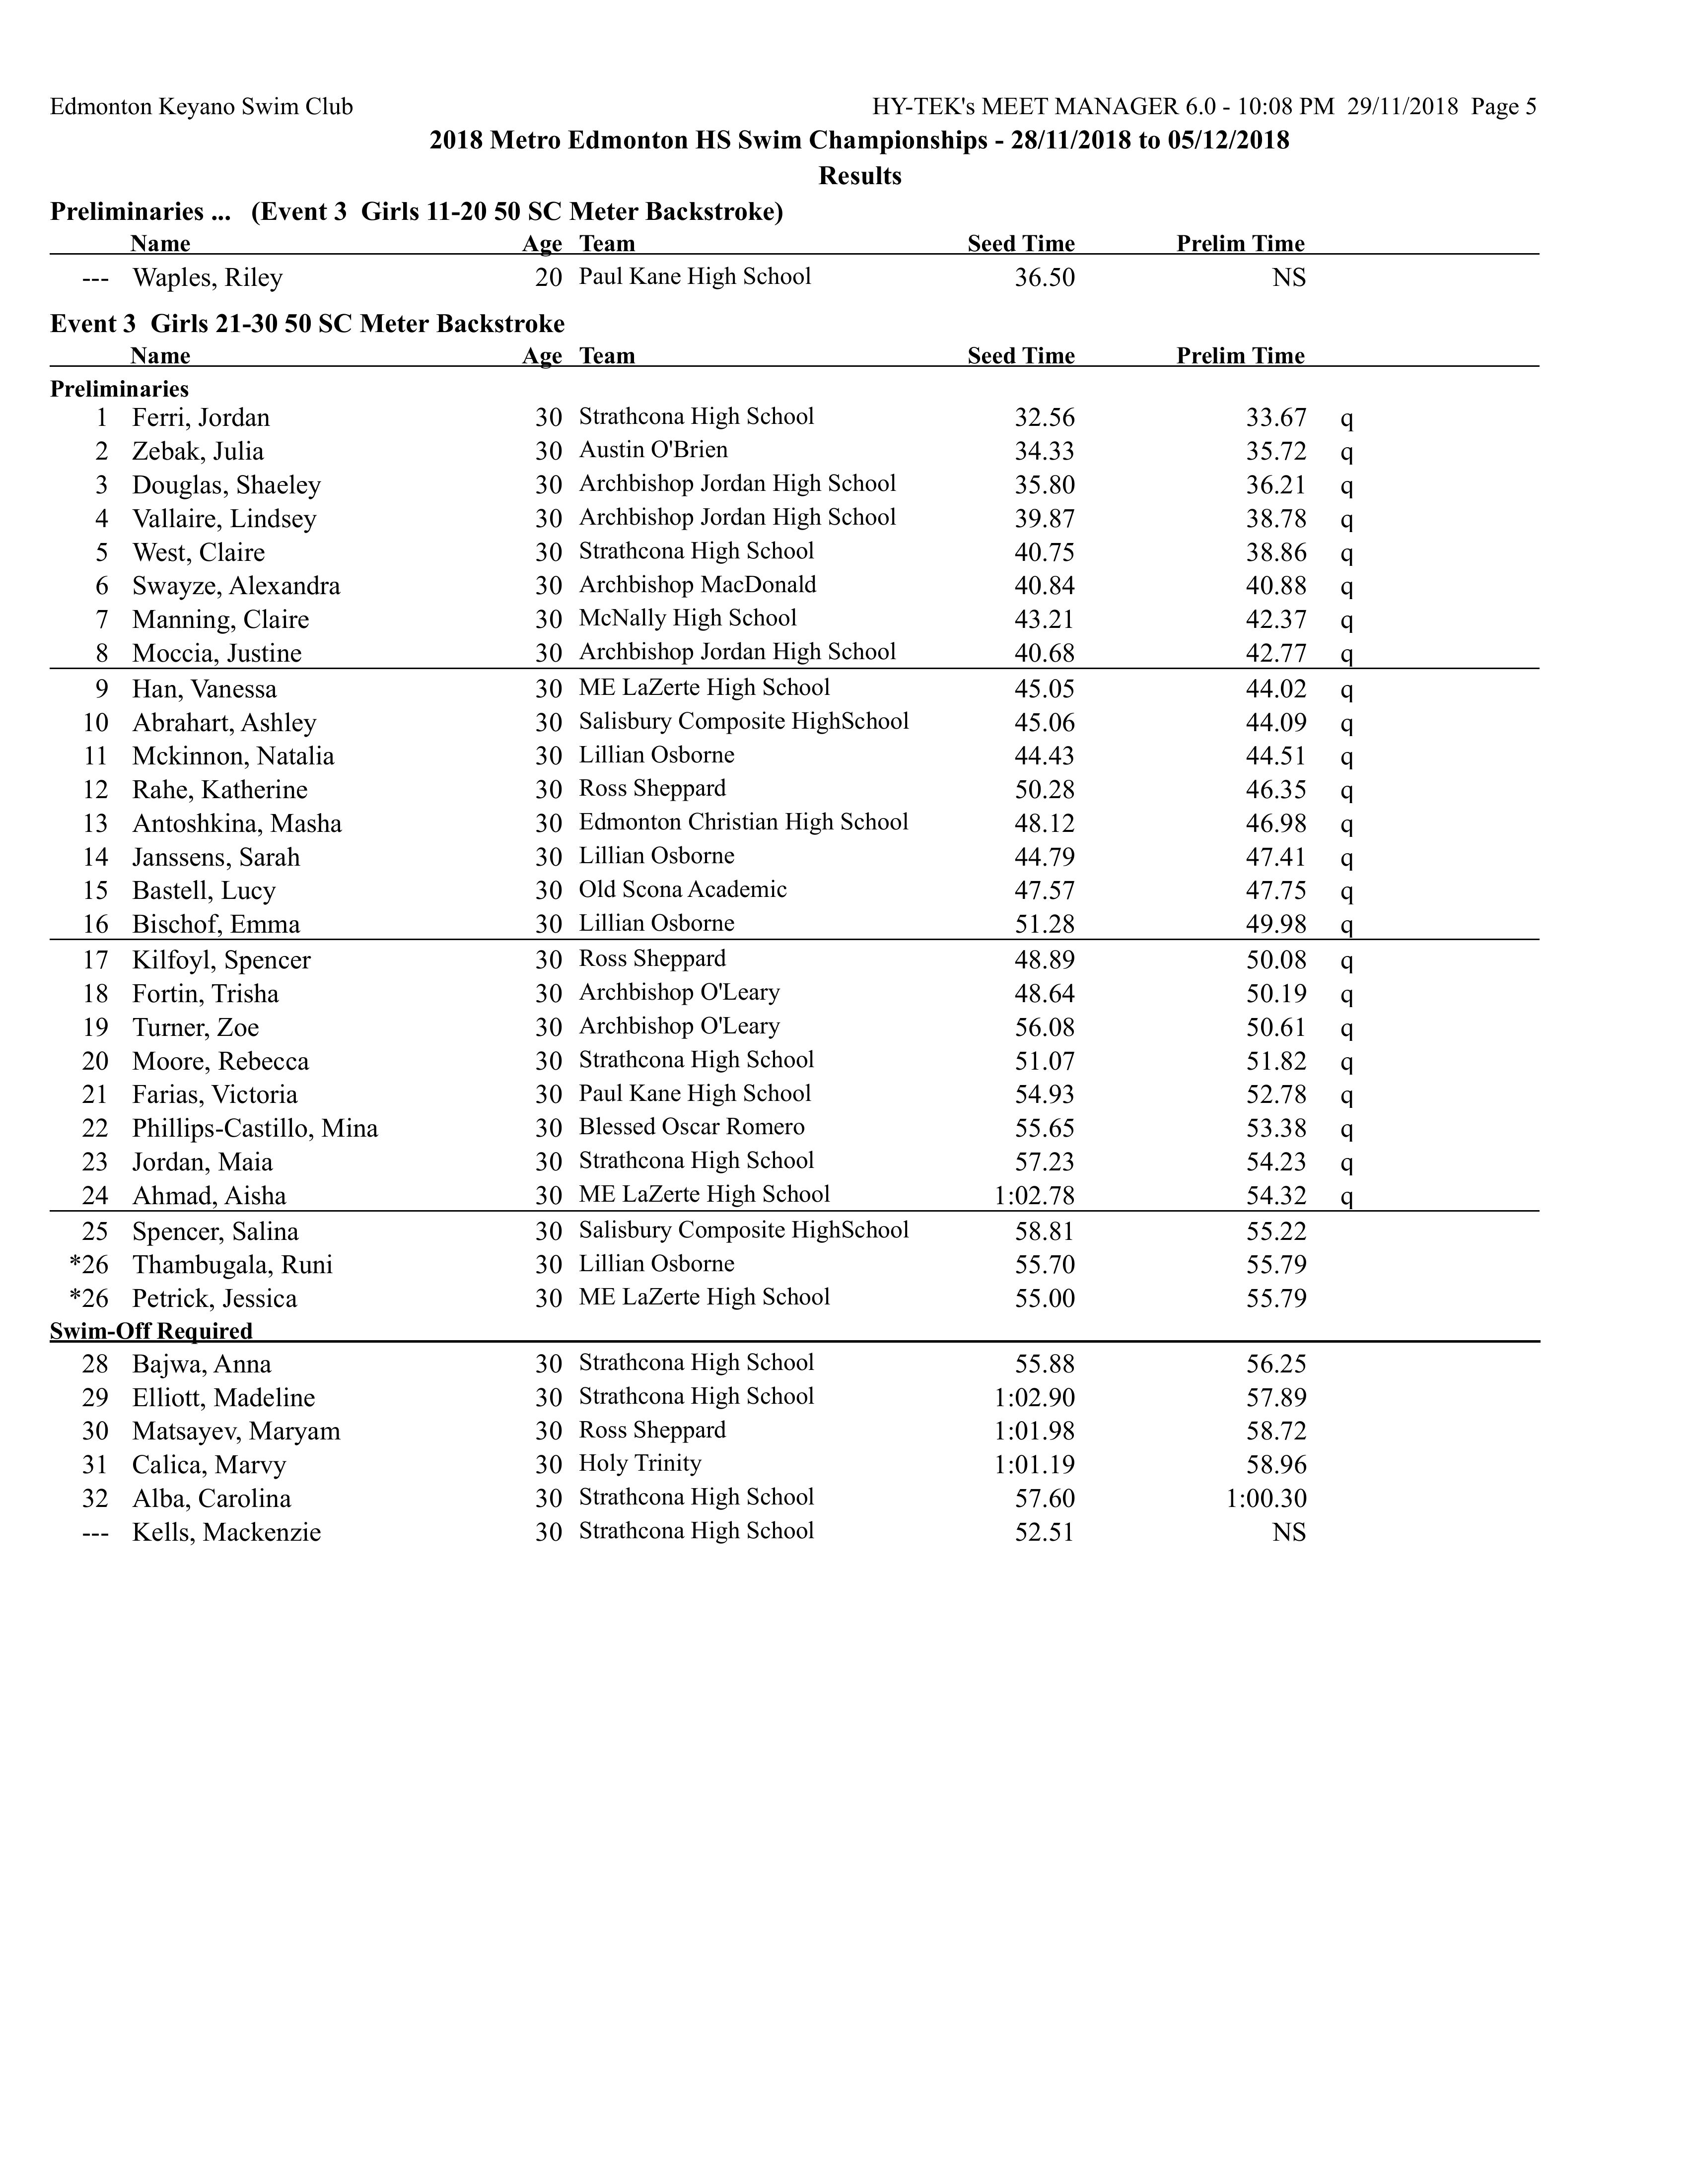 Edmonton Keyano Swim Club HY-TEK's MEET MANAGER 6.0 - 10:08 PM 29/11/2018 Page 5
2018 Metro Edmonton HS Swim Championships - 28/11/2018 to 05/12/2018
Results
Preliminaries ... (Event 3 Girls 11-20 50 SC Meter Backstroke)
Name Age Team Seed Time Prelim Time
--- Waples, Riley 20 Paul Kane High School 36.50 NS
Event 3 Girls 21-30 50 SC Meter Backstroke
Name Age Team Seed Time Prelim Time
Preliminaries
1 Ferri, Jordan 30 Strathcona High School 32.56 33.67 q
2 Zebak, Julia 30 Austin O'Brien 34.33 35.72 q
3 Douglas, Shaeley 30 Archbishop Jordan High School 35.80 36.21 q
4 Vallaire, Lindsey 30 Archbishop Jordan High School 39.87 38.78 q
5 West, Claire 30 Strathcona High School 40.75 38.86 q
6 Swayze, Alexandra 30 Archbishop MacDonald 40.84 40.88 q
7 Manning, Claire 30 McNally High School 43.21 42.37 q
8 Moccia, Justine 30 Archbishop Jordan High School 40.68 42.77 q
9 Han, Vanessa 30 ME LaZerte High School 45.05 44.02 q
10 Abrahart, Ashley 30 Salisbury Composite HighSchool 45.06 44.09 q
11 Mckinnon, Natalia 30 Lillian Osborne 44.43 44.51 q
12 Rahe, Katherine 30 Ross Sheppard 50.28 46.35 q
13 Antoshkina, Masha 30 Edmonton Christian High School 48.12 46.98 q
14 Janssens, Sarah 30 Lillian Osborne 44.79 47.41 q
15 Bastell, Lucy 30 Old Scona Academic 47.57 47.75 q
16 Bischof, Emma 30 Lillian Osborne 51.28 49.98 q
17 Kilfoyl, Spencer 30 Ross Sheppard 48.89 50.08 q
18 Fortin, Trisha 30 Archbishop O'Leary 48.64 50.19 q
19 Turner, Zoe 30 Archbishop O'Leary 56.08 50.61 q
20 Moore, Rebecca 30 Strathcona High School 51.07 51.82 q
21 Farias, Victoria 30 Paul Kane High School 54.93 52.78 q
22 Phillips-Castillo, Mina 30 Blessed Oscar Romero 55.65 53.38 q
23 Jordan, Maia 30 Strathcona High School 57.23 54.23 q
24 Ahmad, Aisha 30 ME LaZerte High School 1:02.78 54.32 q
25 Spencer, Salina 30 Salisbury Composite HighSchool 58.81 55.22
*26 Thambugala, Runi 30 Lillian Osborne 55.70 55.79
*26 Petrick, Jessica 30 ME LaZerte High School 55.00 55.79
Swim-Off Required
28 Bajwa, Anna 30 Strathcona High School 55.88 56.25
29 Elliott, Madeline 30 Strathcona High School 1:02.90 57.89
30 Matsayev, Maryam 30 Ross Sheppard 1:01.98 58.72
31 Calica, Marvy 30 Holy Trinity 1:01.19 58.96
32 Alba, Carolina 30 Strathcona High School 57.60 1:00.30
--- Kells, Mackenzie 30 Strathcona High School 52.51 NS